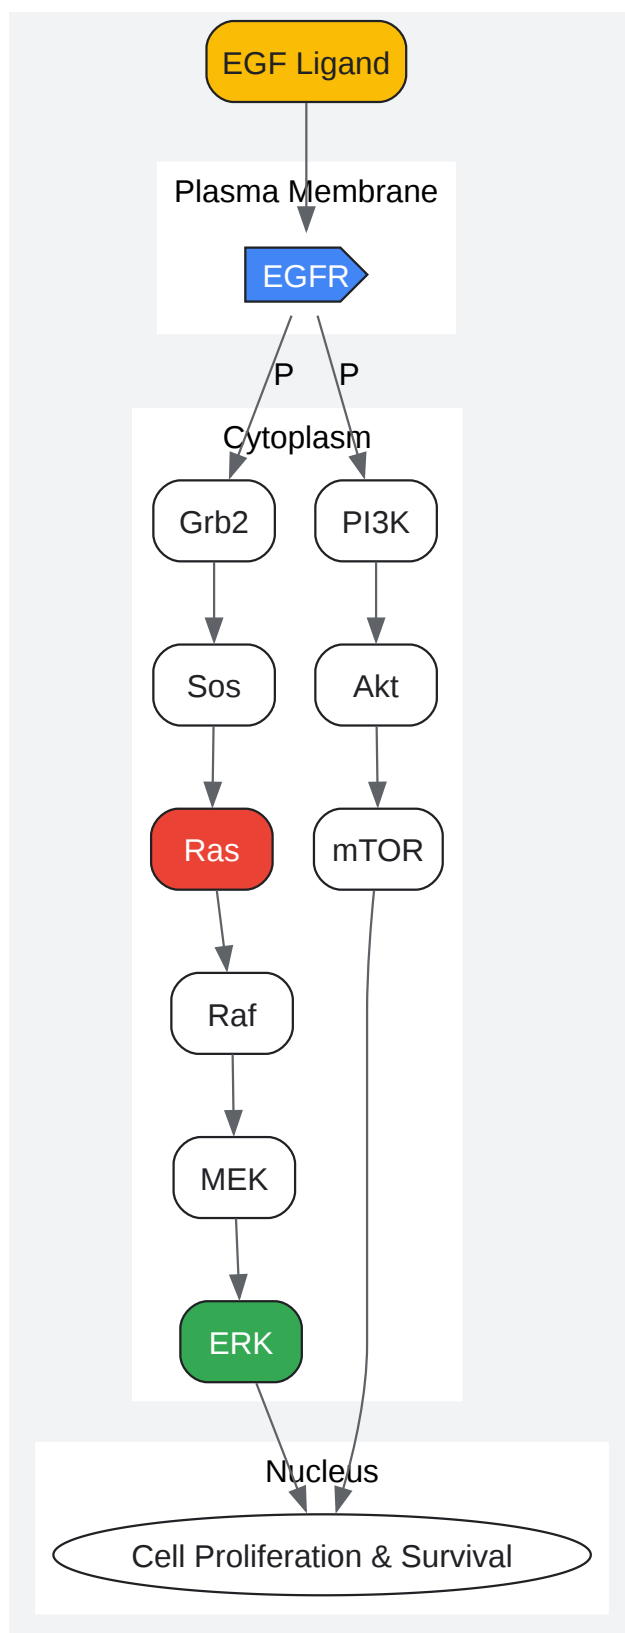 EGF Ligand
Plasma Membrane
EGFR
P
P
Cytoplasm
Grb2
PI3K
Sos
Akt
Ras
mTOR
Raf
MEK
ERK
Nucleus
Cell Proliferation & Survival